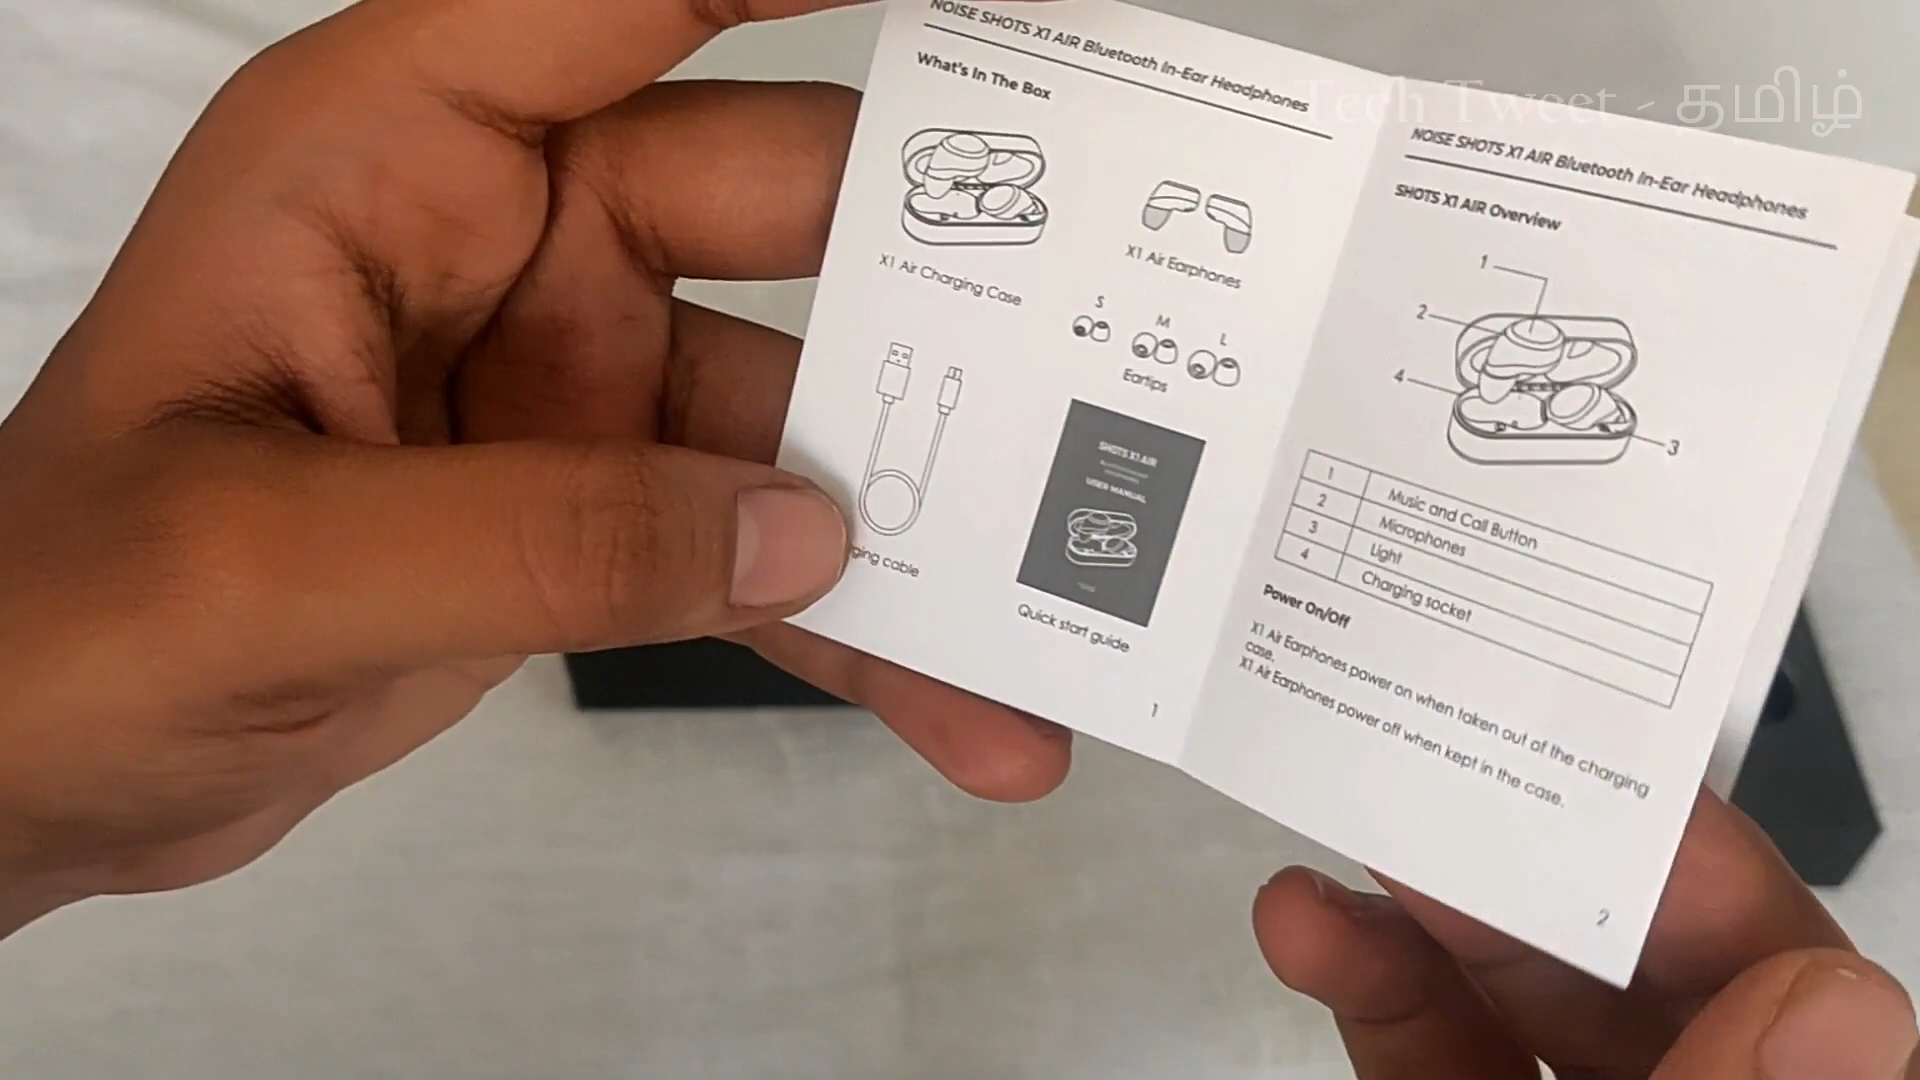 Tech Tweet - தமிழ்
NOISE SHOTS X1 AIR Bluetooth In-Ear Headphones
What's In The Box
X1 Air Charging Case
X1 Air Earphones
S
M
L
Eartips
ging cable
SHOTS X1 AIR
USER MANUAL
Quick start guide
1
NOISE SHOTS X1 AIR Bluetooth In-Ear Headphones
SHOTS X1 AIR Overview
1
2
4
3
1 Music and Call Button
2 Microphones
3 Light
4 Charging socket
Power On/Off
X1 Air Earphones power on when taken out of the charging
case.
X1 Air Earphones power off when kept in the case.
2